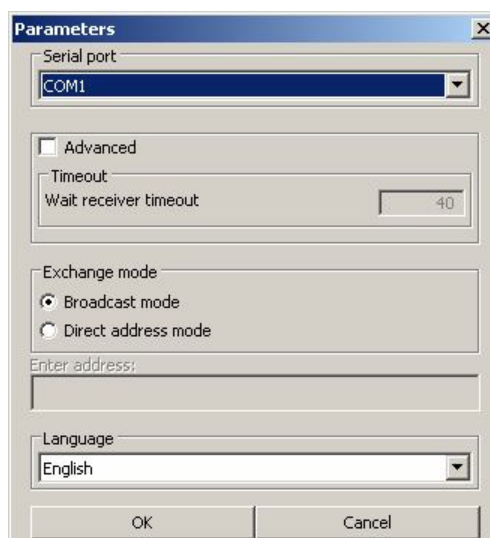 Parameters
Serial port
COM1
Advanced
Timeout
Wait receiver timeout 40
Exchange mode
Broadcast mode
Direct address mode
Enter address:
Language
English
OK Cancel